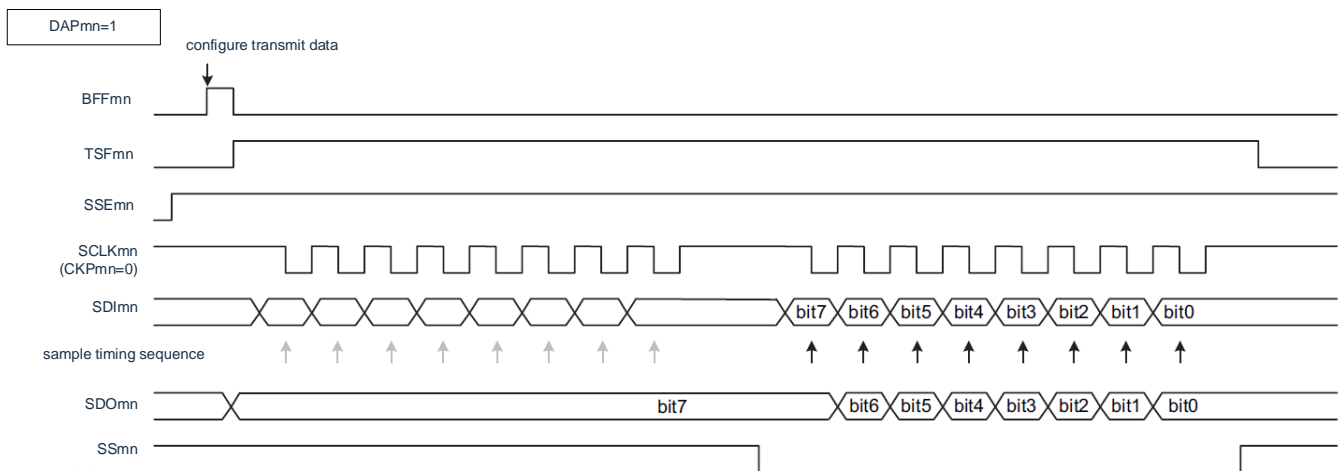 DAPmn=1
configure transmit data
BFFmn
TSFmn
SSEmn
SCLKmn
(CKPmn=0)
SDImn
bit7 bit6 bit5 bit4 bit3 bit2 bit1 bit0
sample timing sequence
SDOmn
bit7 bit6 bit5 bit4 bit3 bit2 bit1 bit0
SSmn